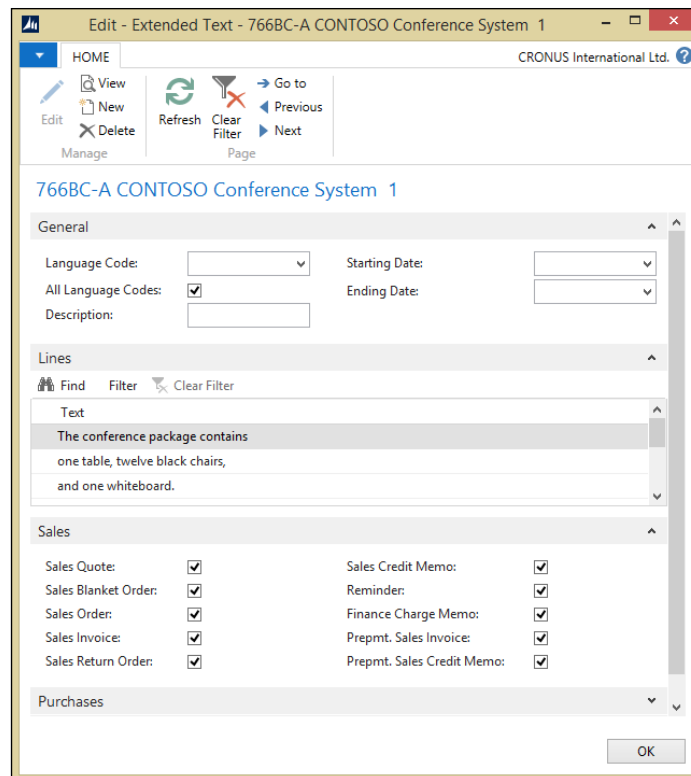 Edit - Extended Text - 766BC-A CONTOSO Conference System 1
HOME
CRONUS International Ltd.
Edit
View
New
Delete
Manage
Refresh
Clear Filter
Go to
Previous
Next
Page
766BC-A CONTOSO Conference System 1
General
Language Code:
Starting Date:
All Language Codes:
Ending Date:
Description:
Lines
Find Filter Clear Filter
Text
The conference package contains
one table, twelve black chairs,
and one whiteboard.
Sales
Sales Quote:
Sales Credit Memo:
Sales Blanket Order:
Reminder:
Sales Order:
Finance Charge Memo:
Sales Invoice:
Prepmt. Sales Invoice:
Sales Return Order:
Prepmt. Sales Credit Memo:
Purchases
OK